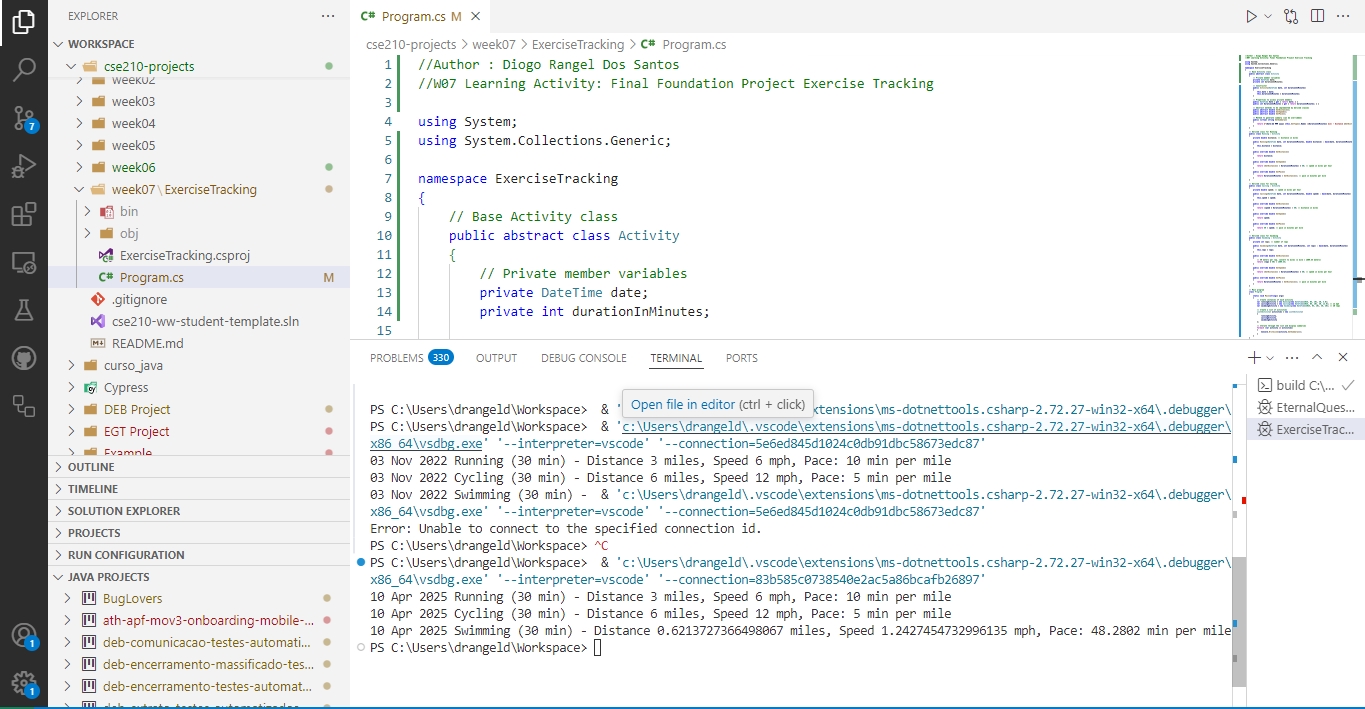 EXPLORER
WORKSPACE
cse210-projects
week02
week03
week04
week05
week06
week07 \ ExerciseTracking
bin
obj
ExerciseTracking.csproj
C# Program.cs M
.gitignore
cse210-ww-student-template.sln
README.md
curso_java
Cypress
DEB Project
EGT Project
Example
OUTLINE
TIMELINE
SOLUTION EXPLORER
PROJECTS
RUN CONFIGURATION
JAVA PROJECTS
BugLovers
ath-apf-mov3-onboarding-mobile-...
deb-comunicacao-testes-automati...
deb-encerramento-massificado-tes...
deb-encerramento-testes-automat...
7
1
1
C# Program.cs M
cse210-projects > week07 > ExerciseTracking > C# Program.cs
1 //Author : Diogo Rangel Dos Santos
2 //W07 Learning Activity: Final Foundation Project Exercise Tracking
3
4 using System;
5 using System.Collections.Generic;
6
7 namespace ExerciseTracking
8 {
9 // Base Activity class
10 public abstract class Activity
11 {
12 // Private member variables
13 private DateTime date;
14 private int durationInMinutes;
15
PROBLEMS 330 OUTPUT DEBUG CONSOLE TERMINAL PORTS
Open file in editor (ctrl + click)
PS C:\Users\drangeld\Workspace> & extensions\ms-dotnettools.csharp-2.72.27-win32-x64\.debugger\
PS C:\Users\drangeld\Workspace> & 'c:\Users\drangeld\.vscode\extensions\ms-dotnettools.csharp-2.72.27-win32-x64\.debugger\
x86_64\vsdbg.exe' '--interpreter=vscode' '--connection=5e6ed845d1024c0db91dbc58673edc87'
03 Nov 2022 Running (30 min) - Distance 3 miles, Speed 6 mph, Pace: 10 min per mile
03 Nov 2022 Cycling (30 min) - Distance 6 miles, Speed 12 mph, Pace: 5 min per mile
03 Nov 2022 Swimming (30 min) - & 'c:\Users\drangeld\.vscode\extensions\ms-dotnettools.csharp-2.72.27-win32-x64\.debugger\
x86_64\vsdbg.exe' '--interpreter=vscode' '--connection=5e6ed845d1024c0db91dbc58673edc87'
Error: Unable to connect to the specified connection id.
PS C:\Users\drangeld\Workspace> ^C
PS C:\Users\drangeld\Workspace> & 'c:\Users\drangeld\.vscode\extensions\ms-dotnettools.csharp-2.72.27-win32-x64\.debugger\
x86_64\vsdbg.exe' '--interpreter=vscode' '--connection=83b585c0738540e2ac5a86bcafb26897'
10 Apr 2025 Running (30 min) - Distance 3 miles, Speed 6 mph, Pace: 10 min per mile
10 Apr 2025 Cycling (30 min) - Distance 6 miles, Speed 12 mph, Pace: 5 min per mile
10 Apr 2025 Swimming (30 min) - Distance 0.6213727366498067 miles, Speed 1.2427454732996135 mph, Pace: 48.2802 min per mile
PS C:\Users\drangeld\Workspace>
build C:\...
EternalQues...
ExerciseTrac...